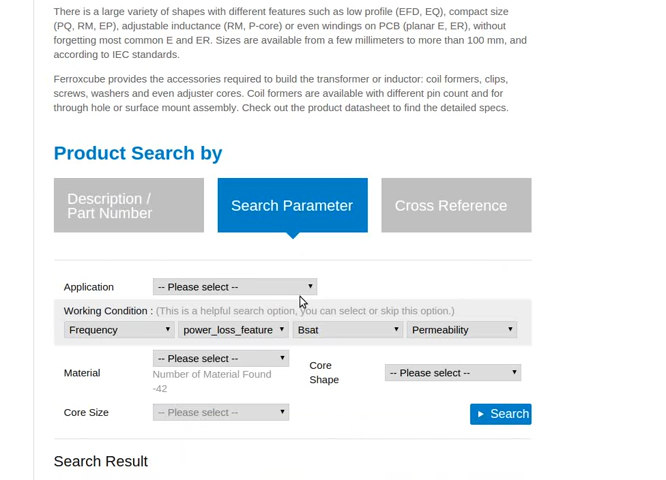 There is a large variety of shapes with different features such as low profile (EFD, EQ), compact size
(PQ, RM, EP), adjustable inductance (RM, P-core) or even windings on PCB (planar E, ER), without
forgetting most common E and ER. Sizes are available from a few millimeters to more than 100 mm, and
according to IEC standards.
Ferroxcube provides the accessories required to build the transformer or inductor: coil formers, clips,
screws, washers and even adjuster cores. Coil formers are available with different pin count and for
through hole or surface mount assembly. Check out the product datasheet to find the detailed specs.
Product Search by
Description /
Part Number
Search Parameter
Cross Reference
Application
-- Please select --
Working Condition : (This is a helpful search option, you can select or skip this option.)
Frequency
power_loss_feature
Bsat
Permeability
Material
-- Please select --
Number of Material Found
-42
Core
Shape
-- Please select --
Core Size
-- Please select --
Search
Search Result